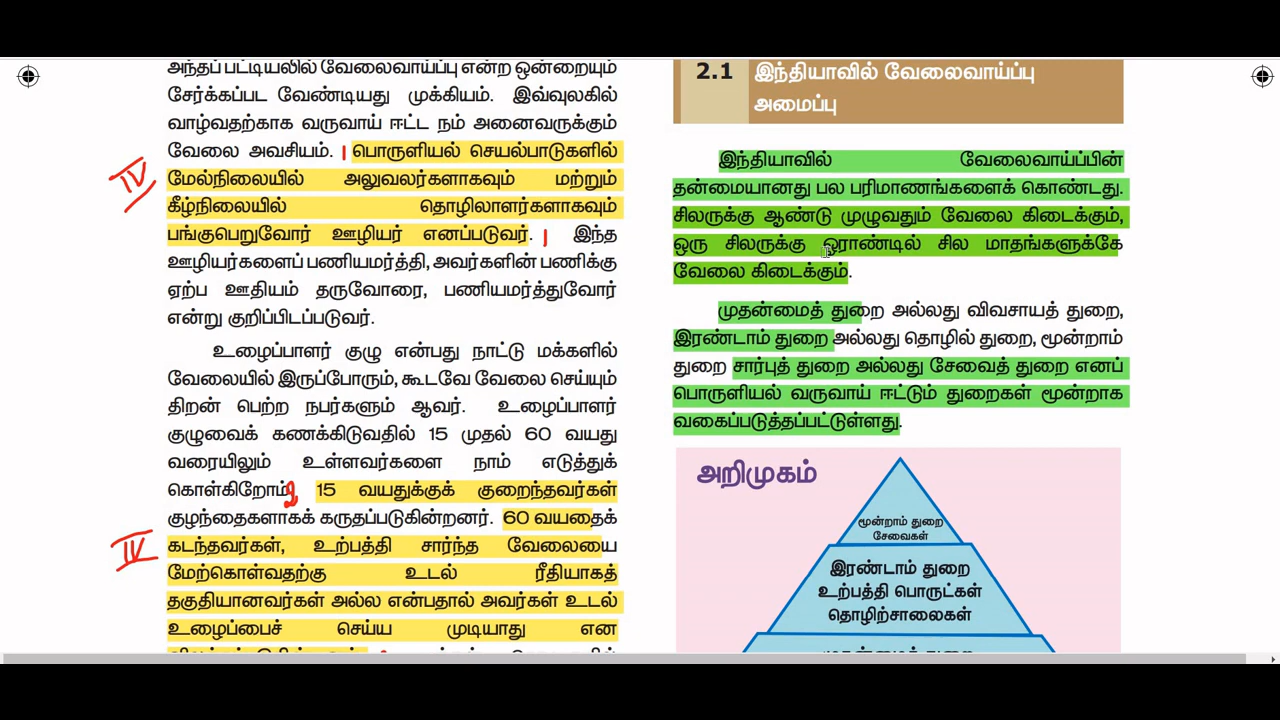 அந்தப் பட்டியலில் வேலைவாய்ப்பு என்ற ஒன்றையும்
சேர்க்கப்பட வேண்டியது முக்கியம். இவ்வுலகில்
வாழ்வதற்காக வருவாய் ஈட்ட நம் அனைவருக்கும்
வேலை அவசியம். பொருளியல் செயல்பாடுகளில்
IV
மேல்நிலையில் அலுவலர்களாகவும் மற்றும்
கீழ்நிலையில் தொழிலாளர்களாகவும்
பங்குபெறுவோர் ஊழியர் எனப்படுவர். இந்த
ஊழியர்களைப் பணியமர்த்தி, அவர்களின் பணிக்கு
ஏற்ப ஊதியம் தருவோரை, பணியமர்த்துவோர்
என்று குறிப்பிடப்படுவர்.
உழைப்பாளர் குழு என்பது நாட்டு மக்களில்
வேலையில் இருப்போரும், கூடவே வேலை செய்யும்
திறன் பெற்ற நபர்களும் ஆவர். உழைப்பாளர்
குழுவைக் கணக்கிடுவதில் 15 முதல் 60 வயது
வரையிலும் உள்ளவர்களை நாம் எடுத்துக்
கொள்கிறோம். 15 வயதுக்குக் குறைந்தவர்கள்
குழந்தைகளாகக் கருதப்படுகின்றனர். 60 வயதைக்
IV
கடந்தவர்கள், உற்பத்தி சார்ந்த வேலையை
மேற்கொள்வதற்கு உடல் ரீதியாகத்
தகுதியானவர்கள் அல்ல என்பதால் அவர்கள் உடல்
உழைப்பைச் செய்ய முடியாது என
2.1 இந்தியாவில் வேலைவாய்ப்பு
அமைப்பு
இந்தியாவில் வேலைவாய்ப்பின்
தன்மையானது பல பரிமாணங்களைக் கொண்டது.
சிலருக்கு ஆண்டு முழுவதும் வேலை கிடைக்கும்,
ஒரு சிலருக்கு ஓராண்டில் சில மாதங்களுக்கே
வேலை கிடைக்கும்.
முதன்மைத் துறை அல்லது விவசாயத் துறை,
இரண்டாம் துறை அல்லது தொழில் துறை, மூன்றாம்
துறை சார்புத் துறை அல்லது சேவைத் துறை எனப்
பொருளியல் வருவாய் ஈட்டும் துறைகள் மூன்றாக
வகைப்படுத்தப்பட்டுள்ளது.
அறிமுகம்
மூன்றாம் துறை
சேவைகள்
இரண்டாம் துறை
உற்பத்தி பொருட்கள்
தொழிற்சாலைகள்
முதன்மைத் துறை